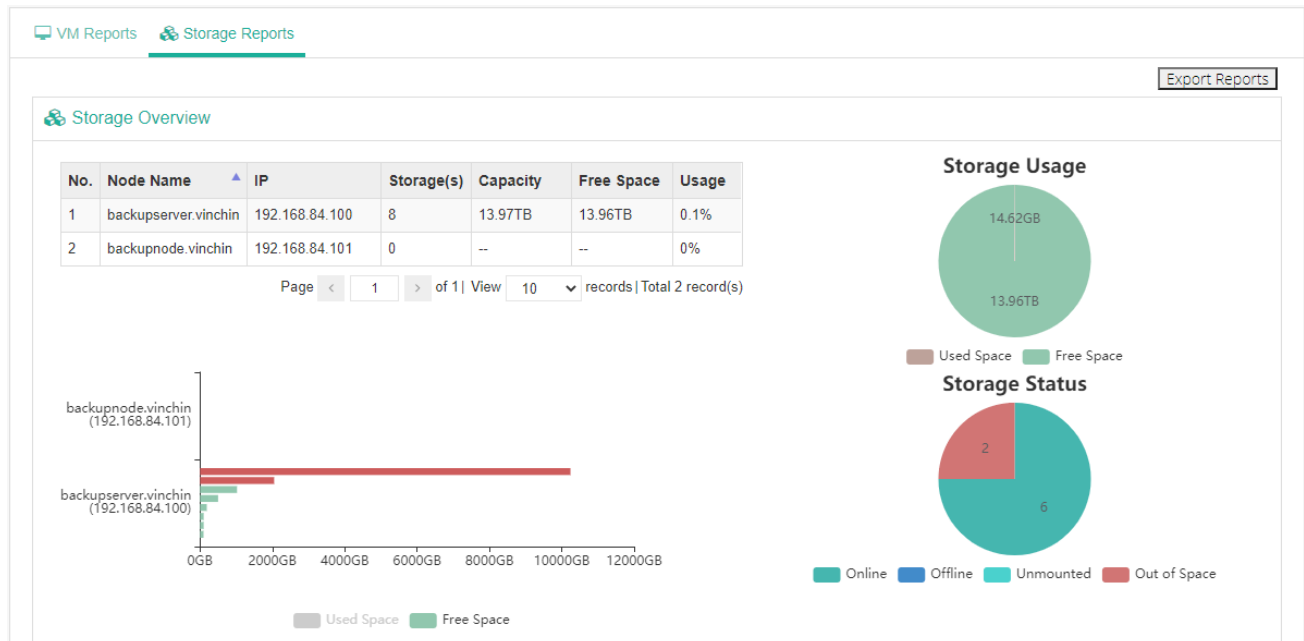 VM Reports Storage Reports
Export Reports
Storage Overview
No. Node Name IP Storage(s) Capacity Free Space Usage
1 backupserver.vinchin 192.168.84.100 8 13.97TB 13.96TB 0.1%
2 backupnode.vinchin 192.168.84.101 0 -- -- 0%
Page < 1 > of 1 | View 10 records | Total 2 record(s)
Storage Usage
14.62GB
13.96TB
Used Space Free Space
backupnode.vinchin
(192.168.84.101)
backupserver.vinchin
(192.168.84.100)
0GB 2000GB 4000GB 6000GB 8000GB 10000GB 12000GB
Used Space Free Space
Storage Status
2
6
Online Offline Unmounted Out of Space